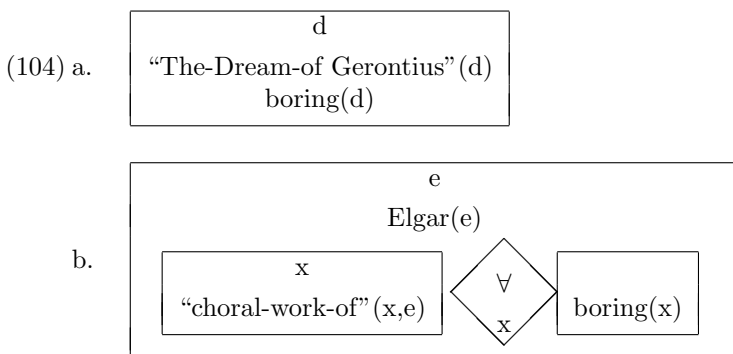 (104) a.
d
“The-Dream-of Gerontius”(d)
boring(d)
b.
e
Elgar(e)
x
“choral-work-of”(x,e)
∀
x
boring(x)